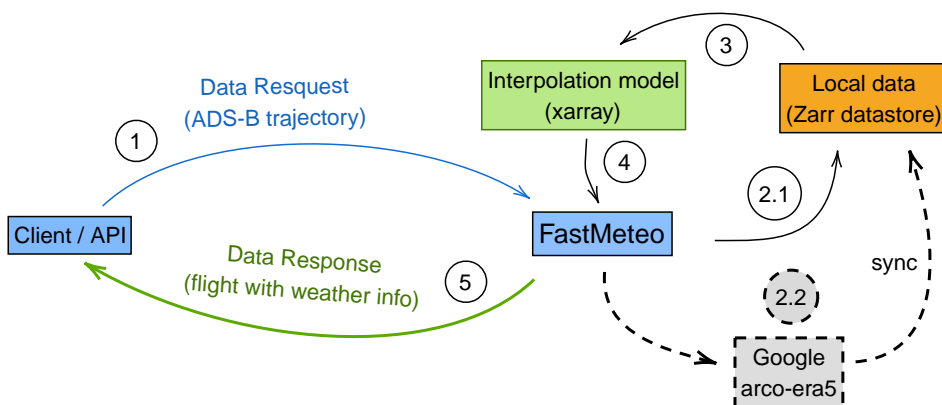 3
Interpolation model
(xarray)
Local data
(Zarr datastore)
Data Resquest
(ADS-B trajectory)
1
4
2.1
Client / API
FastMeteo
Data Response
(flight with weather info)
5
sync
2.2
Google
arco-era5